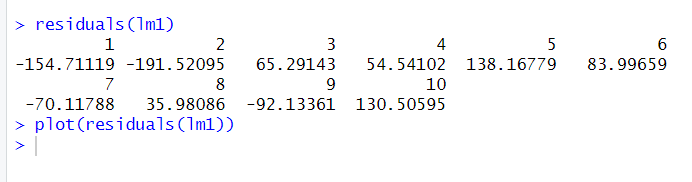 > residuals(lm1)
1 2 3 4 5 6
-154.71119 -191.52095 65.29143 54.54102 138.16779 83.99659
7 8 9 10
-70.11788 35.98086 -92.13361 130.50595
> plot(residuals(lm1))
>